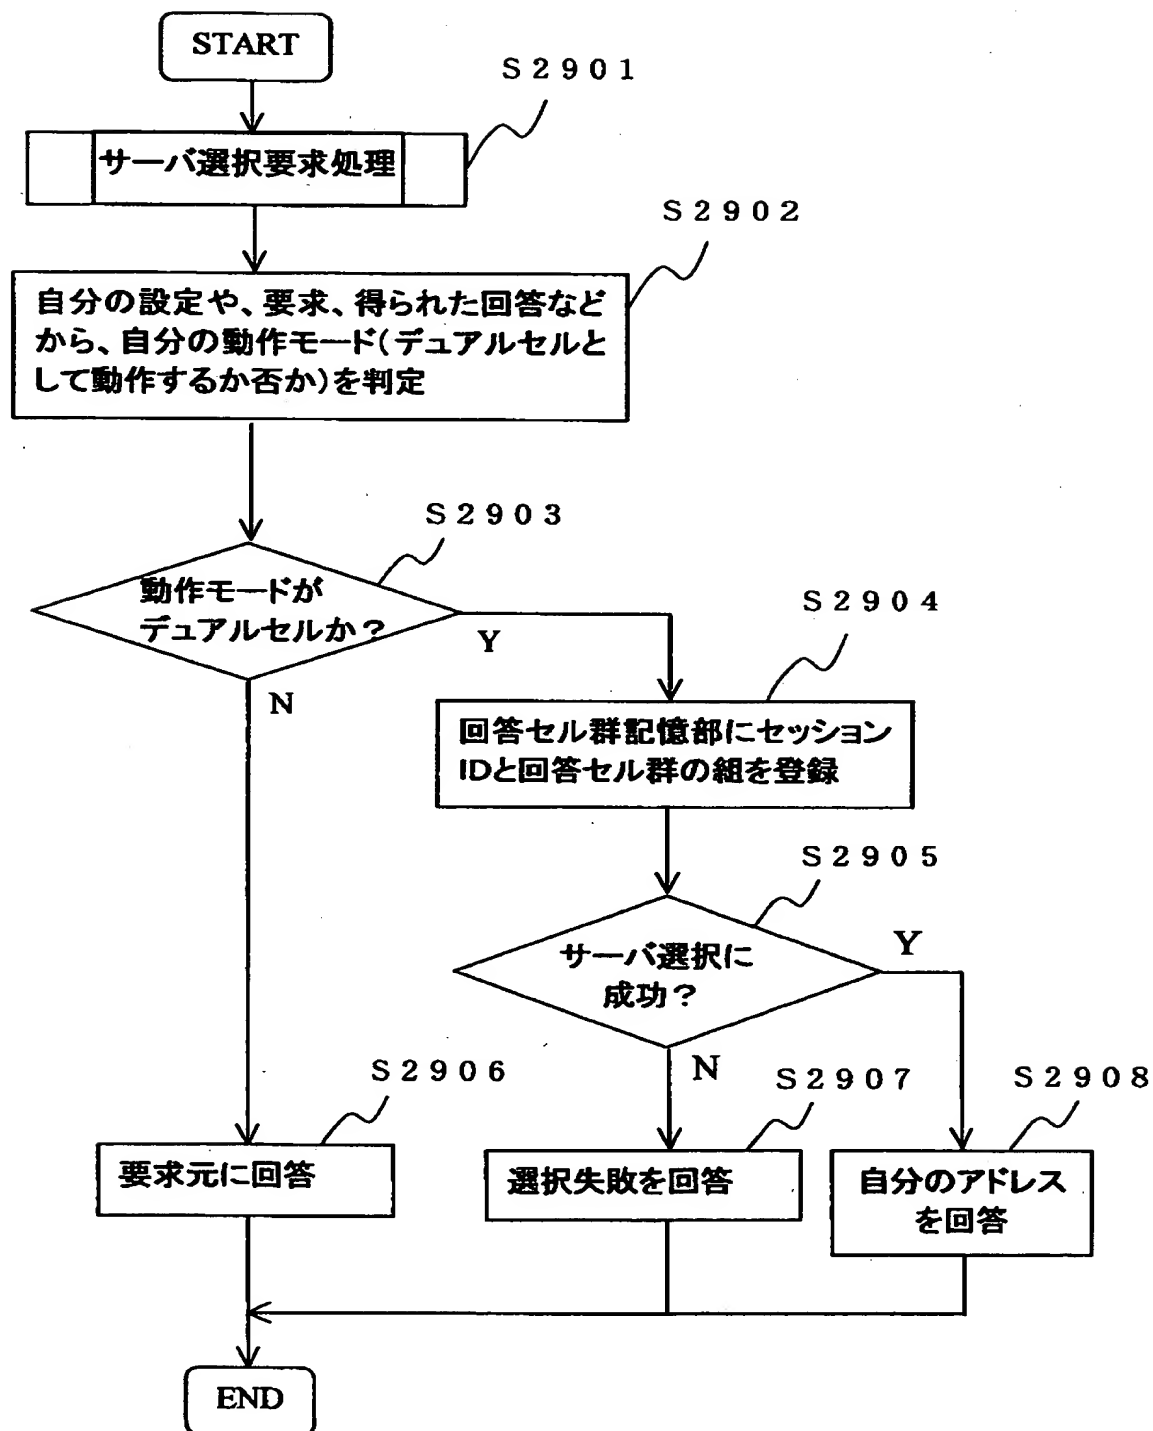 START
S2901
サーバ選択要求処理
S2902
自分の設定や、要求、得られた回答など
から、自分の動作モード(デュアルセルと
して動作するか否か)を判定
S2903
動作モードが
デュアルセルか?
Y
N
S2904
回答セル群記憶部にセッション
IDと回答セル群の組を登録
S2905
サーバ選択に
成功?
Y
N
S2906
要求元に回答
S2907
選択失敗を回答
S2908
自分のアドレス
を回答
END